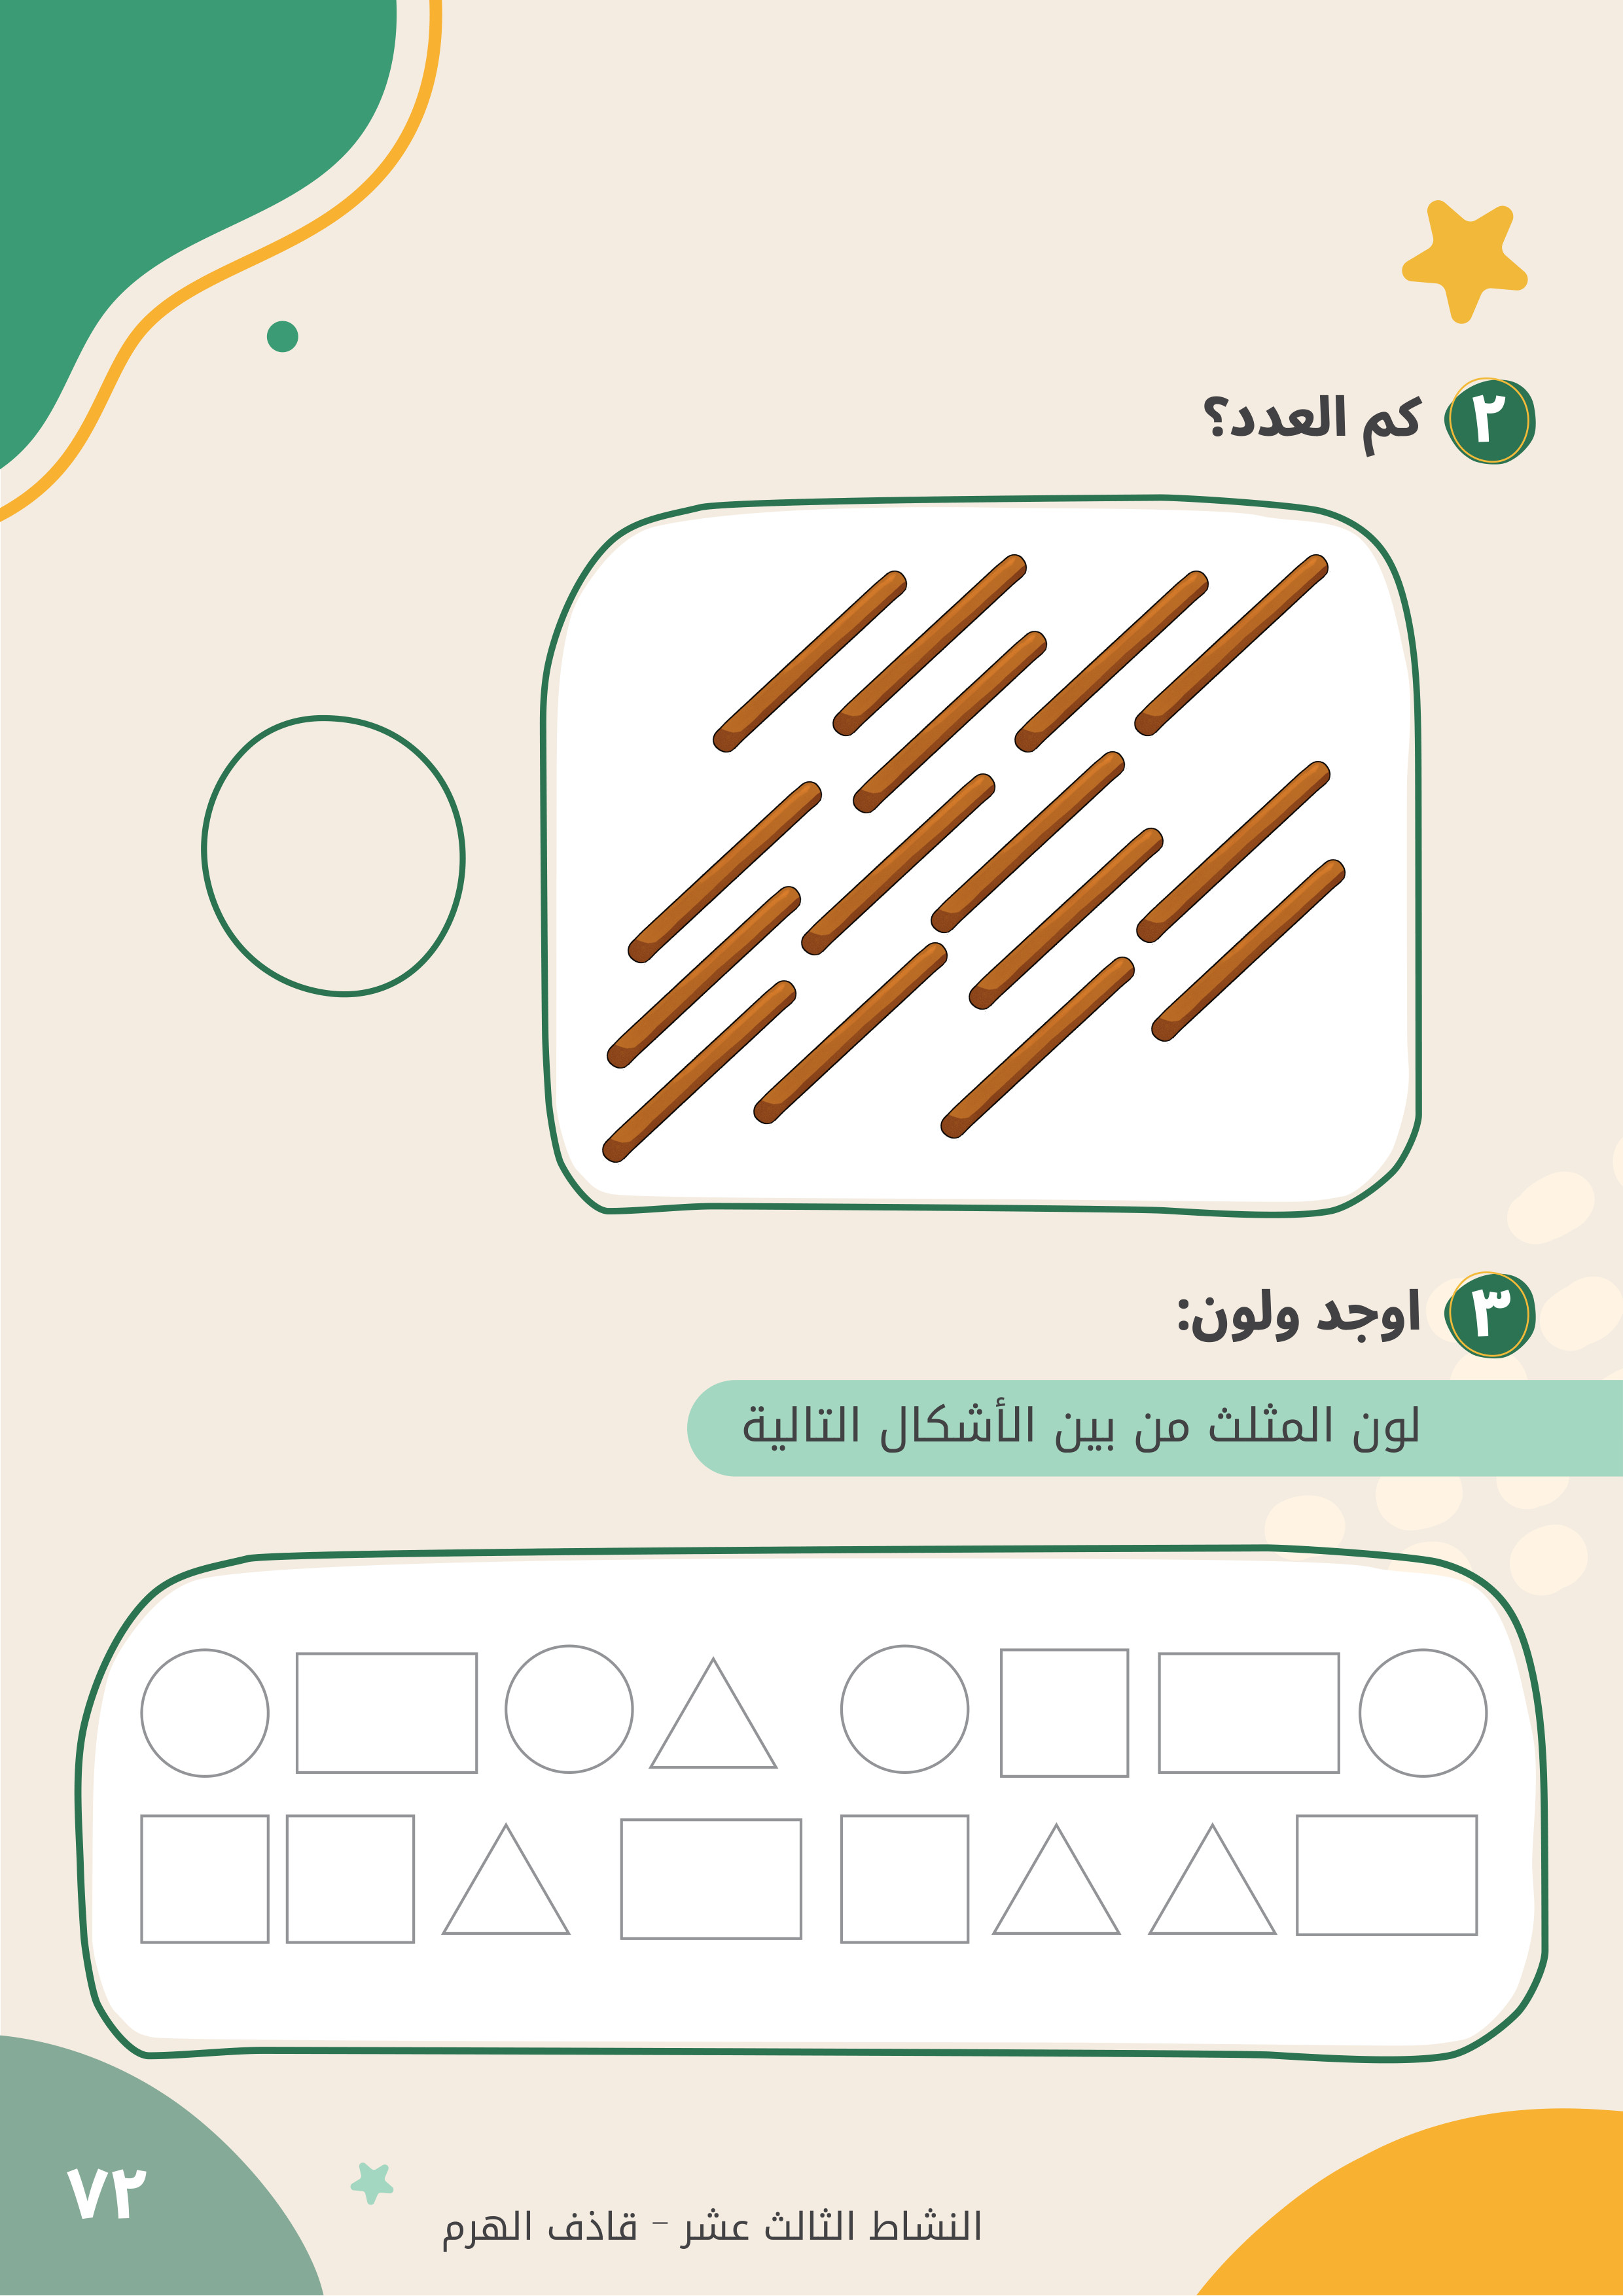 ٢ كم العدد؟
٣ اوجد ولون:
لون المثلث من بين الأشكال التالية
النشاط الثالث عشر - قاذف الهرم
٧٢